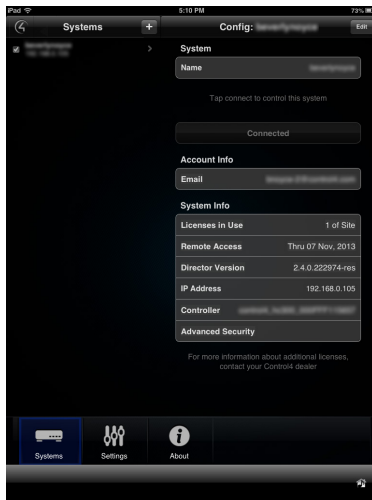 iPad
5:10 PM
73%
Systems
+
Config:
Edit
System
Name
Tap connect to control this system
Connected
Account Info
Email
System Info
Licenses in Use 1 of Site
Remote Access Thru 07 Nov, 2013
Director Version 2.4.0.222974-res
IP Address 192.168.0.105
Controller
Advanced Security
For more information about additional licenses,
contact your Control4 dealer
Systems
Settings
About